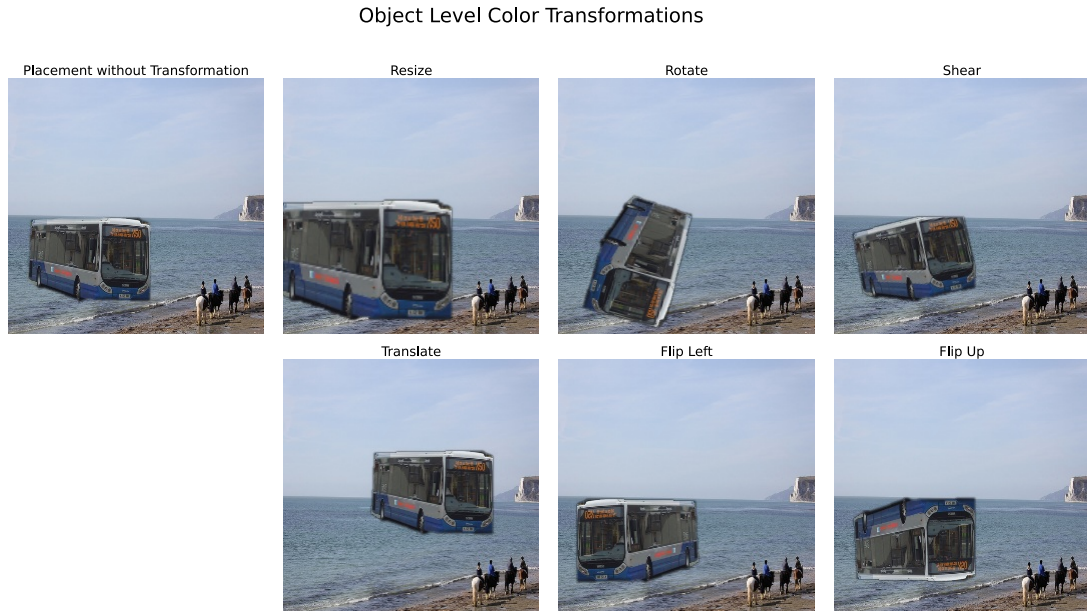 Object Level Color Transformations
Placement without Transformation
Resize
Rotate
Shear
Translate
Flip Left
Flip Up